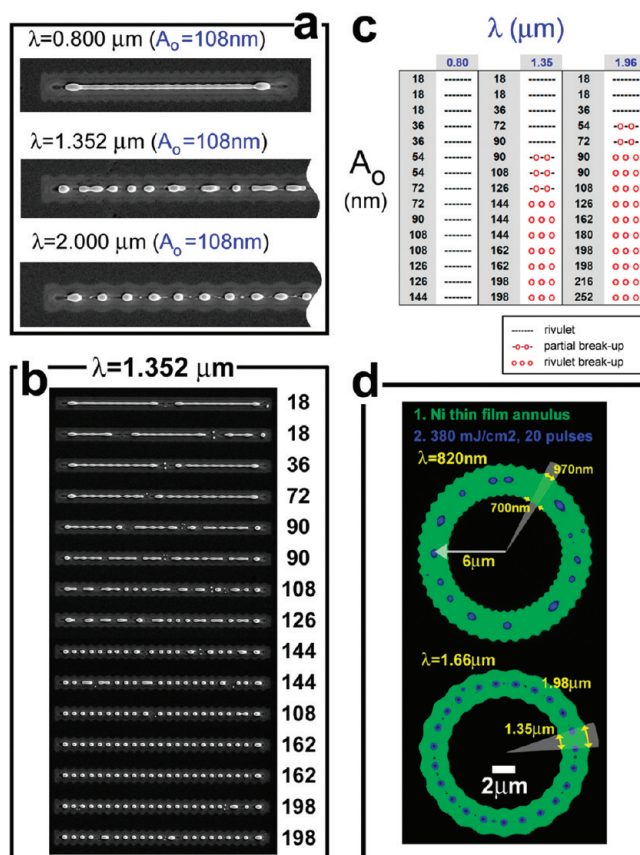 a
λ=0.800 μm (Ao=108nm)
λ=1.352 μm (Ao=108nm)
λ=2.000 μm (Ao=108nm)
c
λ (μm)
0.80 1.35 1.96
Ao
(nm)
18 ------- 18 ------- 18 -------
18 ------- 18 ------- 18 -------
18 ------- 18 ------- 36 -------
36 ------- 72 ------- 54 -o-o-
36 ------- 90 ------- 72 -o-o-
54 ------- 90 -o-o- 90 o o o
54 ------- 108 -o-o- 90 o o o
72 ------- 126 -o-o- 108 o o o
72 ------- 144 o o o 126 o o o
90 ------- 144 o o o 162 o o o
108 ------- 144 o o o 180 o o o
108 ------- 162 o o o 198 o o o
126 ------- 162 o o o 198 o o o
126 ------- 198 o o o 216 o o o
144 ------- 198 o o o 252 o o o
------ rivulet
-o-o- partial break-up
o o o rivulet break-up
b
λ=1.352 μm
18
18
36
72
90
90
108
126
144
144
108
162
162
198
198
d
1. Ni thin film annulus
2. 380 mJ/cm2, 20 pulses
λ=820nm
970nm
700nm
6μm
λ=1.66μm
1.98μm
1.35μm
2μm